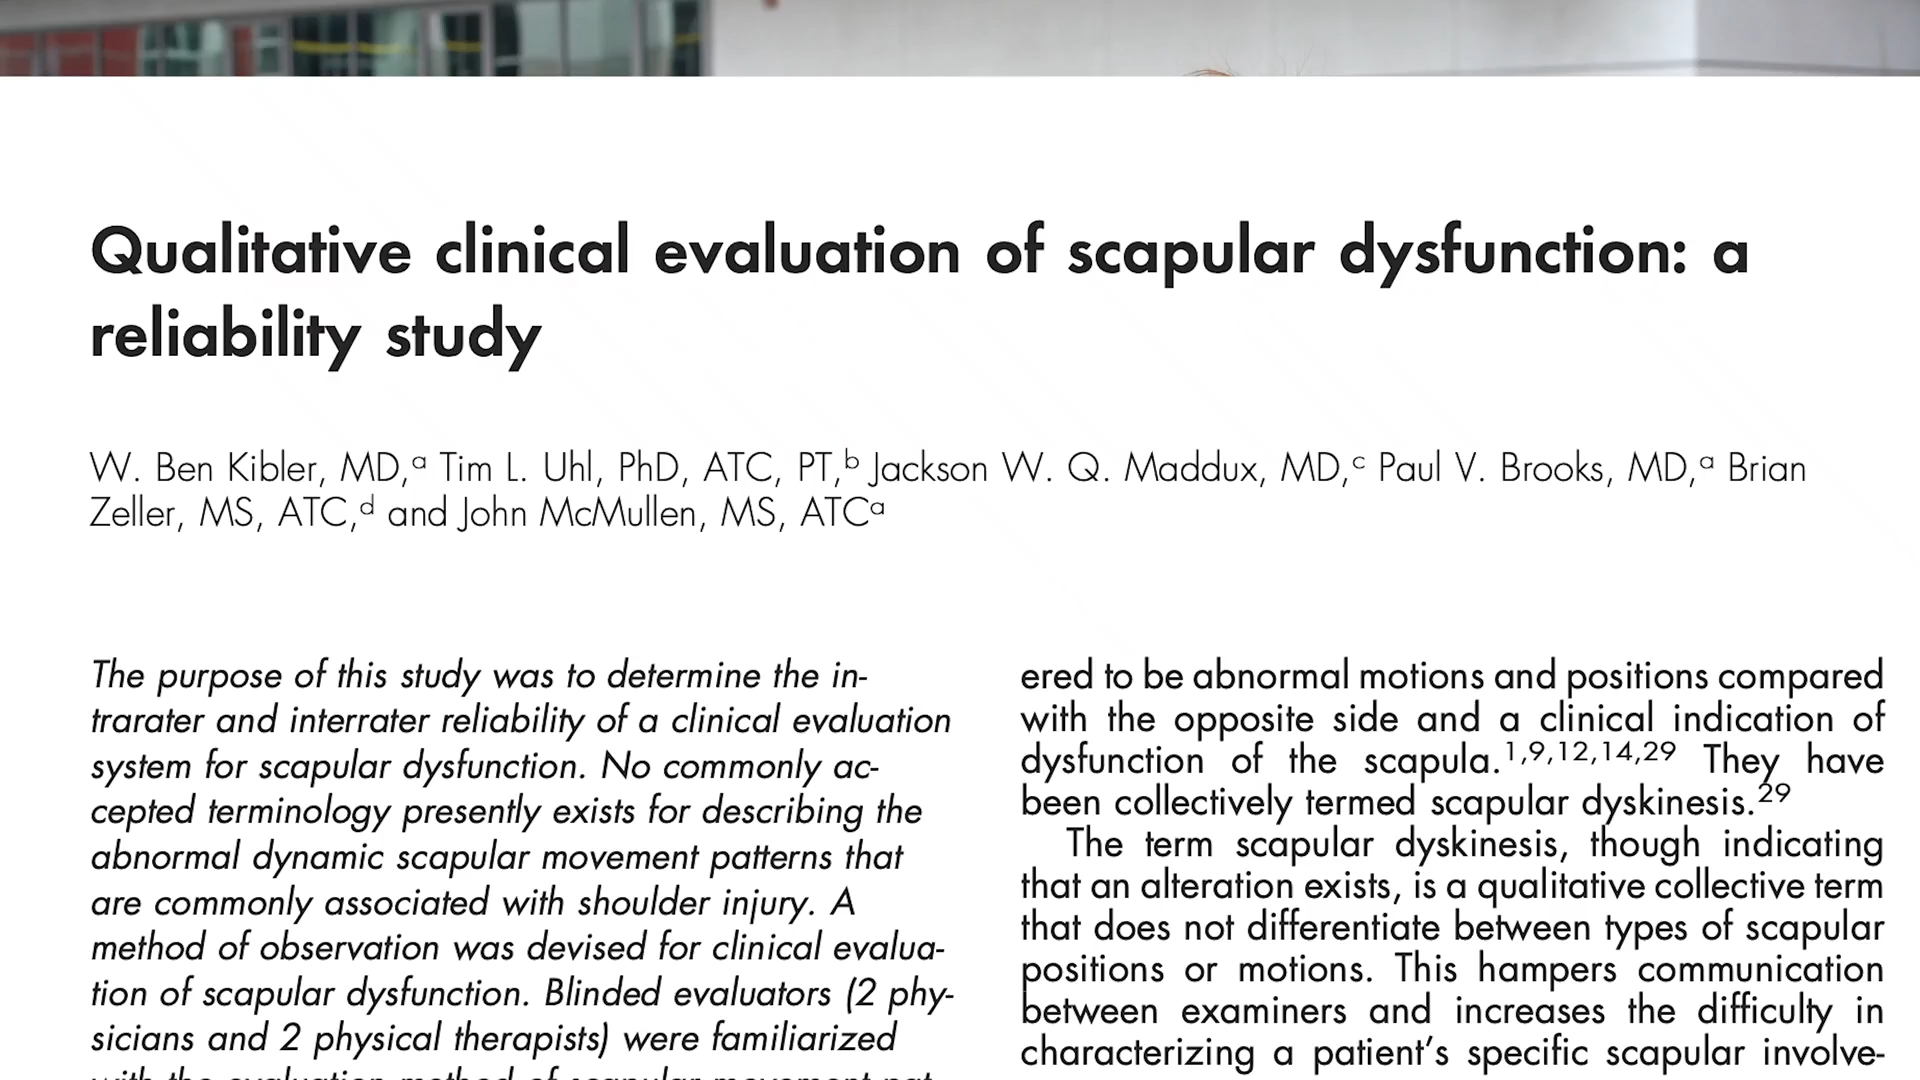 Qualitative clinical evaluation of scapular dysfunction: a
reliability study
W. Ben Kibler, MD,ᵃ Tim L. Uhl, PhD, ATC, PT,ᵇ Jackson W. Q. Maddux, MD,ᶜ Paul V. Brooks, MD,ᵃ Brian
Zeller, MS, ATC,ᵈ and John McMullen, MS, ATCᵃ
The purpose of this study was to determine the in-
trarater and interrater reliability of a clinical evaluation
system for scapular dysfunction. No commonly ac-
cepted terminology presently exists for describing the
abnormal dynamic scapular movement patterns that
are commonly associated with shoulder injury. A
method of observation was devised for clinical evalua-
tion of scapular dysfunction. Blinded evaluators (2 phy-
sicians and 2 physical therapists) were familiarized
with the evaluation method of scapular movement pat-
ered to be abnormal motions and positions compared
with the opposite side and a clinical indication of
dysfunction of the scapula.¹,⁹,¹²,¹⁴,²⁹ They have
been collectively termed scapular dyskinesis.²⁹
The term scapular dyskinesis, though indicating
that an alteration exists, is a qualitative collective term
that does not differentiate between types of scapular
positions or motions. This hampers communication
between examiners and increases the difficulty in
characterizing a patient's specific scapular involve-